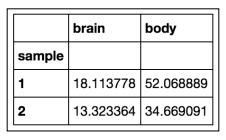 brain body
sample
1 18.113778 52.068889
2 13.323364 34.669091